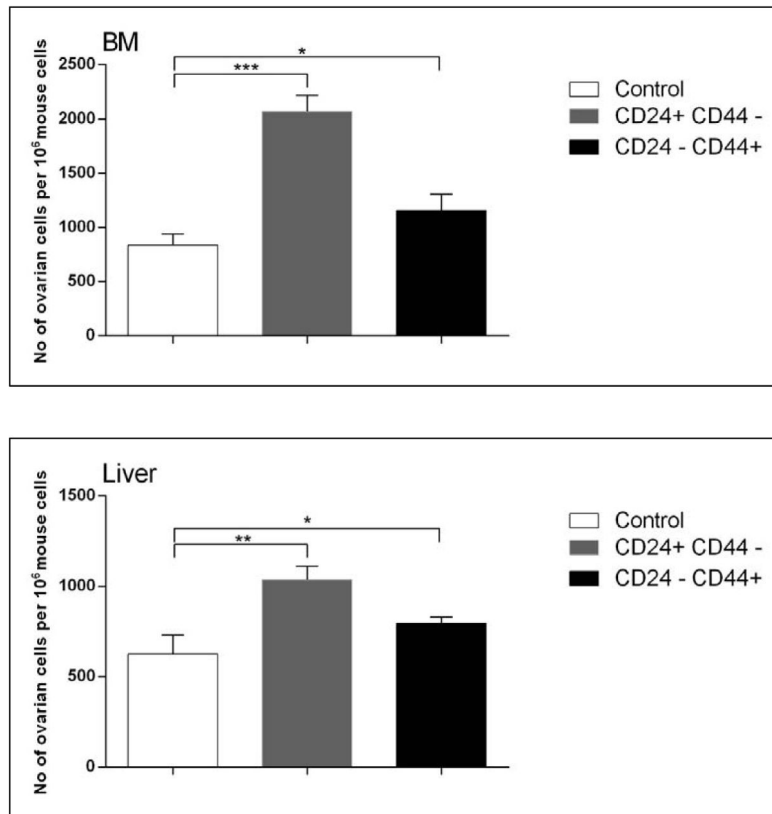 BM
*
***
2500
2000
1500
1000
500
0
No of ovarian cells per 10⁶ mouse cells
Control
CD24+ CD44 -
CD24 - CD44+
Liver
*
**
1500
1000
500
0
No of ovarian cells per 10⁶ mouse cells
Control
CD24+ CD44 -
CD24 - CD44+